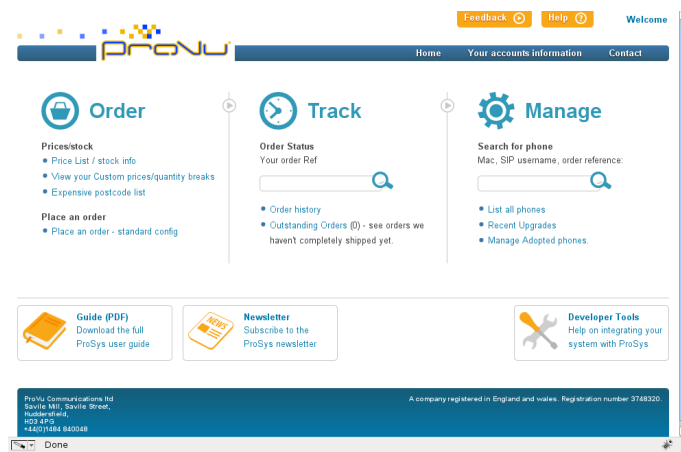 Feedback
Help
Welcome
ProVu
Home
Your accounts information
Contact
Order
Prices/stock
Price List / stock info
View your Custom prices/quantity breaks
Expensive postcode list
Place an order
Place an order - standard config
Track
Order Status
Your order Ref
Order history
Outstanding Orders (0) - see orders we
haven't completely shipped yet.
Manage
Search for phone
Mac, SIP username, order reference:
List all phones
Recent Upgrades
Manage Adopted phones.
Guide (PDF)
Download the full
ProSys user guide
NEWS
Newsletter
Subscribe to the
ProSys newsletter
Developer Tools
Help on integrating your
system with ProSys
ProVu Communications ltd
Savile Mill, Savile Street,
Huddersfield,
HD3 4PG
+44(0)1484 840048
A company registered in England and wales. Registration number 3748320.
Done